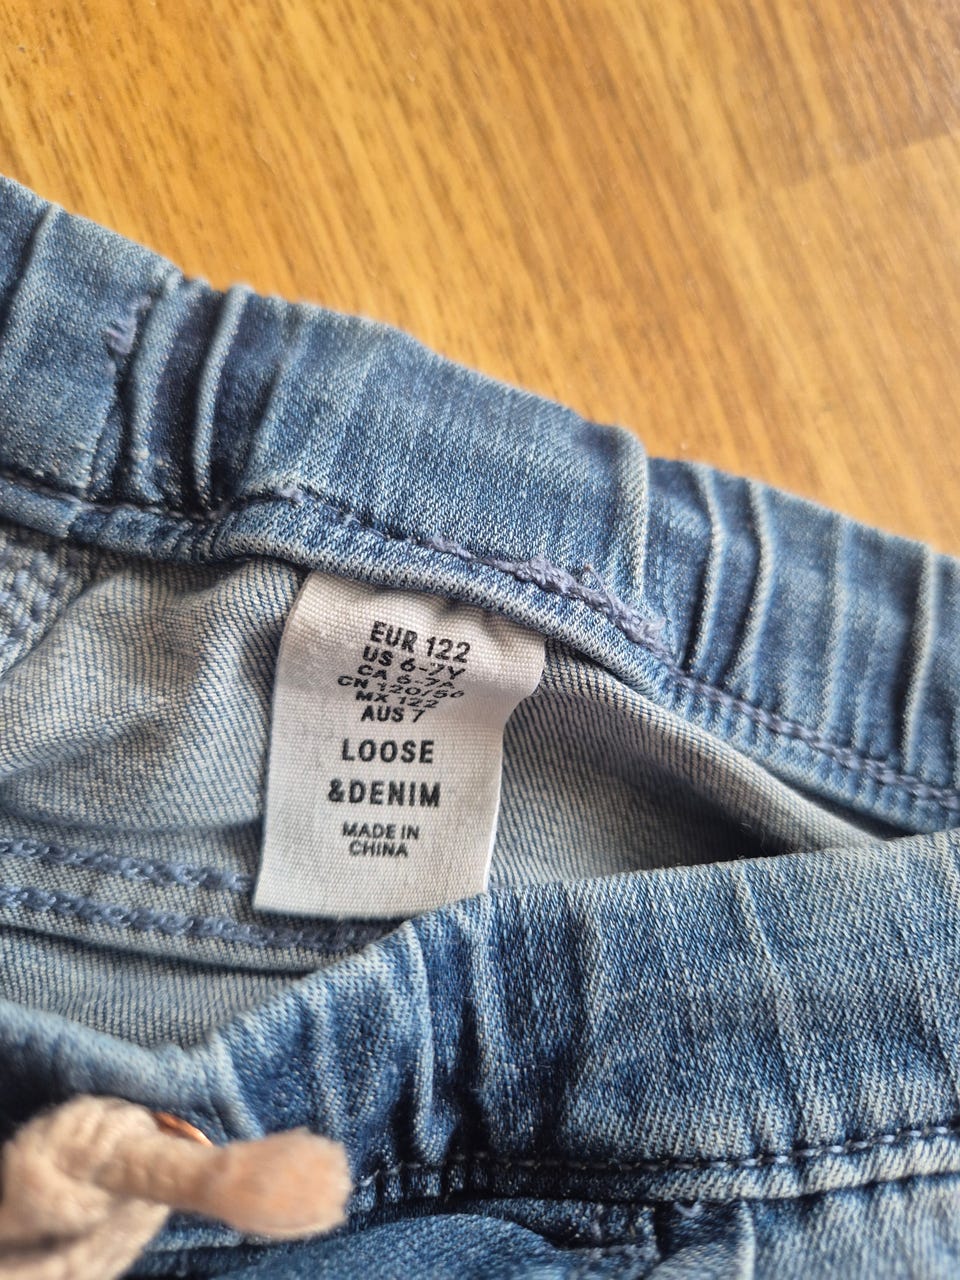 EUR 122
US 6-7Y
CA 6-7A
CN 120/56
MX 122
AUS 7
LOOSE
&DENIM
MADE IN
CHINA